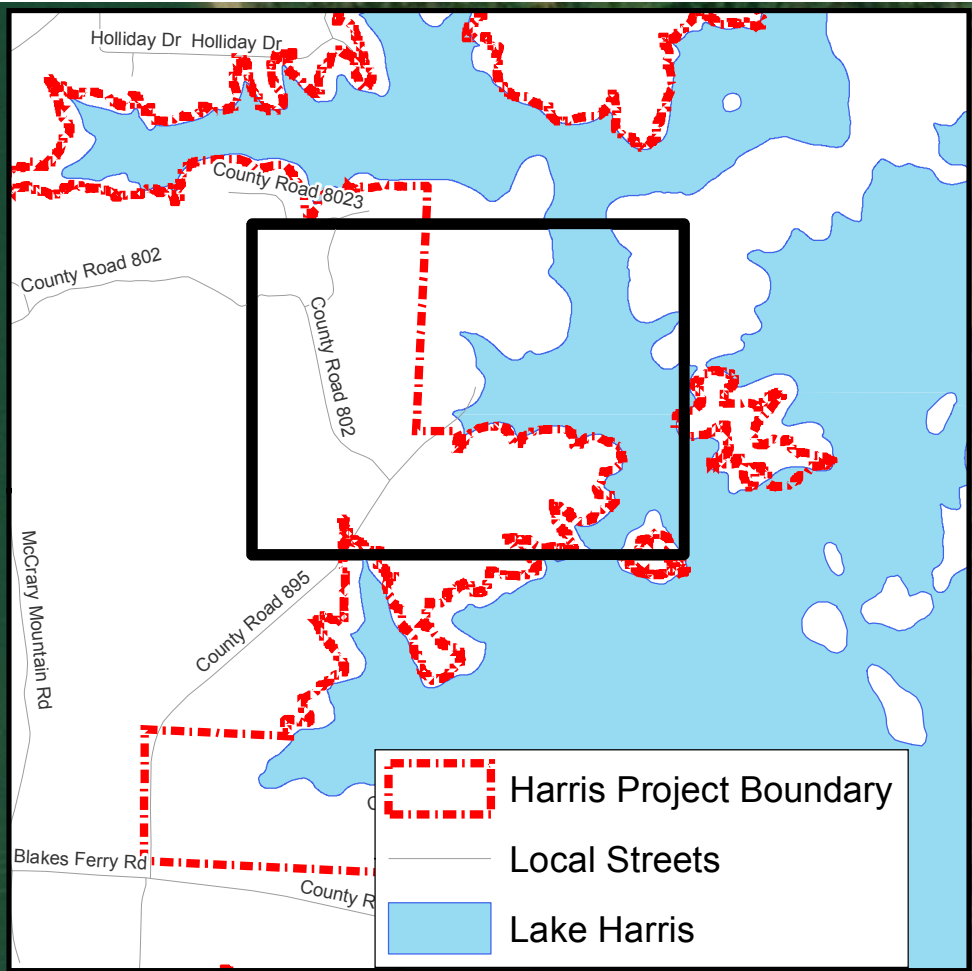 Holliday Dr Holliday Dr
County Road 8023
County Road 802
County Road 802
McCrary Mountain Rd
County Road 895
Harris Project Boundary
Blakes Ferry Rd
Local Streets
County R
Lake Harris